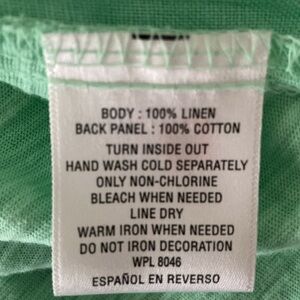 BODY : 100% LINEN
BACK PANEL : 100% COTTON
TURN INSIDE OUT
HAND WASH COLD SEPARATELY
ONLY NON-CHLORINE
BLEACH WHEN NEEDED
LINE DRY
WARM IRON WHEN NEEDED
DO NOT IRON DECORATION
WPL 8046
ESPAÑOL EN REVERSO